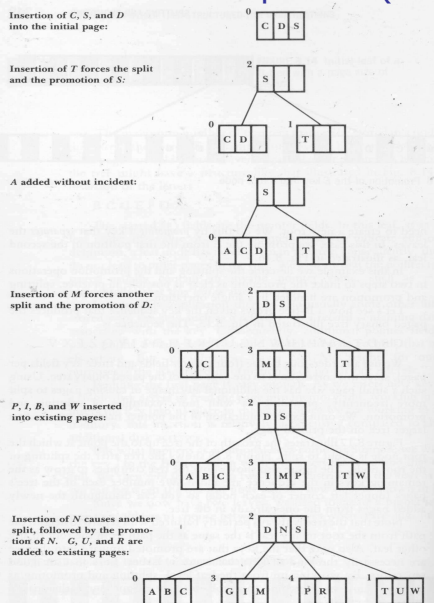 Insertion of C, S, and D
into the initial page:
0
C D S
Insertion of T forces the split
and the promotion of S:
2
S
0
C D
1
T
A added without incident:
2
S
0
A C D
1
T
Insertion of M forces another
split and the promotion of D:
2
D S
0
A C
3
M
1
T
P, I, B, and W inserted
into existing pages:
2
D S
0
A B C
3
I M P
1
T W
Insertion of N causes another
split, followed by the promo-
tion of N. G, U, and R are
added to existing pages:
2
D N S
0
A B C
3
G I M
4
P R
1
T U W